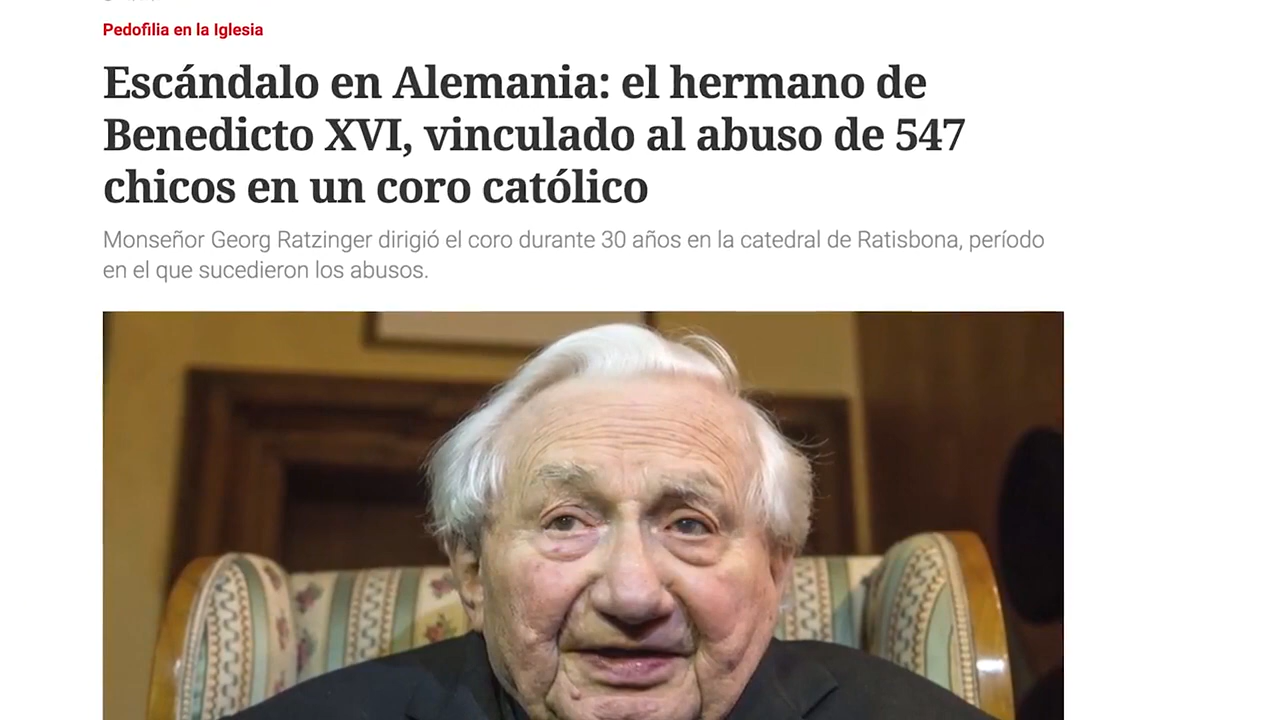 Pedofilia en la Iglesia
Escándalo en Alemania: el hermano de
Benedicto XVI, vinculado al abuso de 547
chicos en un coro católico
Monseñor Georg Ratzinger dirigió el coro durante 30 años en la catedral de Ratisbona, período
en el que sucedieron los abusos.